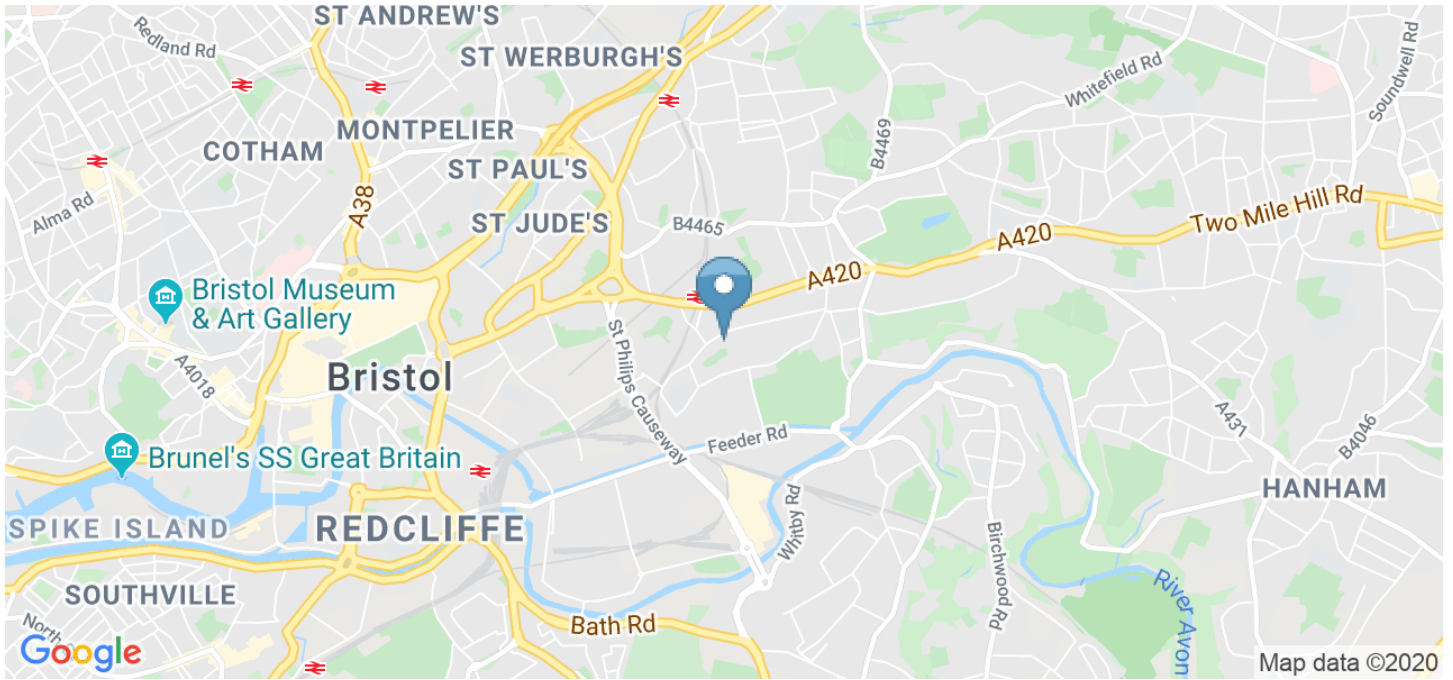 ST ANDREW'S
Redland Rd
ST WERBURGH'S
Whitefield Rd
Soundwell Rd
MONTPELIER
COTHAM
B4469
ST PAUL'S
Alma Rd
A38
ST JUDE'S
B4465
Two Mile Hill Rd
A420
A420
Bristol Museum
& Art Gallery
St Philips Causeway
A4018
Bristol
A431
B4046
Feeder Rd
Brunel's SS Great Britain
HANHAM
SPIKE ISLAND
REDCLIFFE
Whitby Rd
Birchwood Rd
River Avon
SOUTHVILLE
North
Bath Rd
Google
Map data ©2020